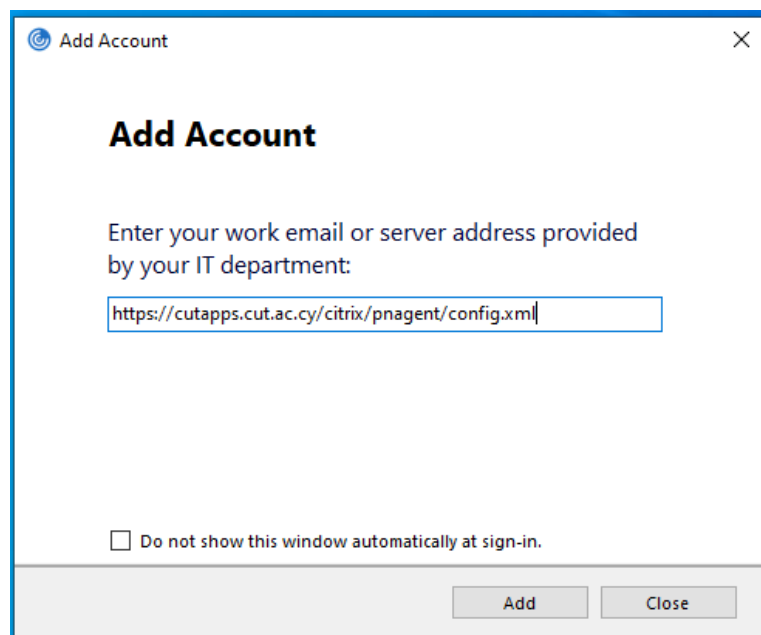 Add Account
Add Account
Enter your work email or server address provided
by your IT department:
https://cutapps.cut.ac.cy/citrix/pnagent/config.xml
Do not show this window automatically at sign-in.
Add
Close